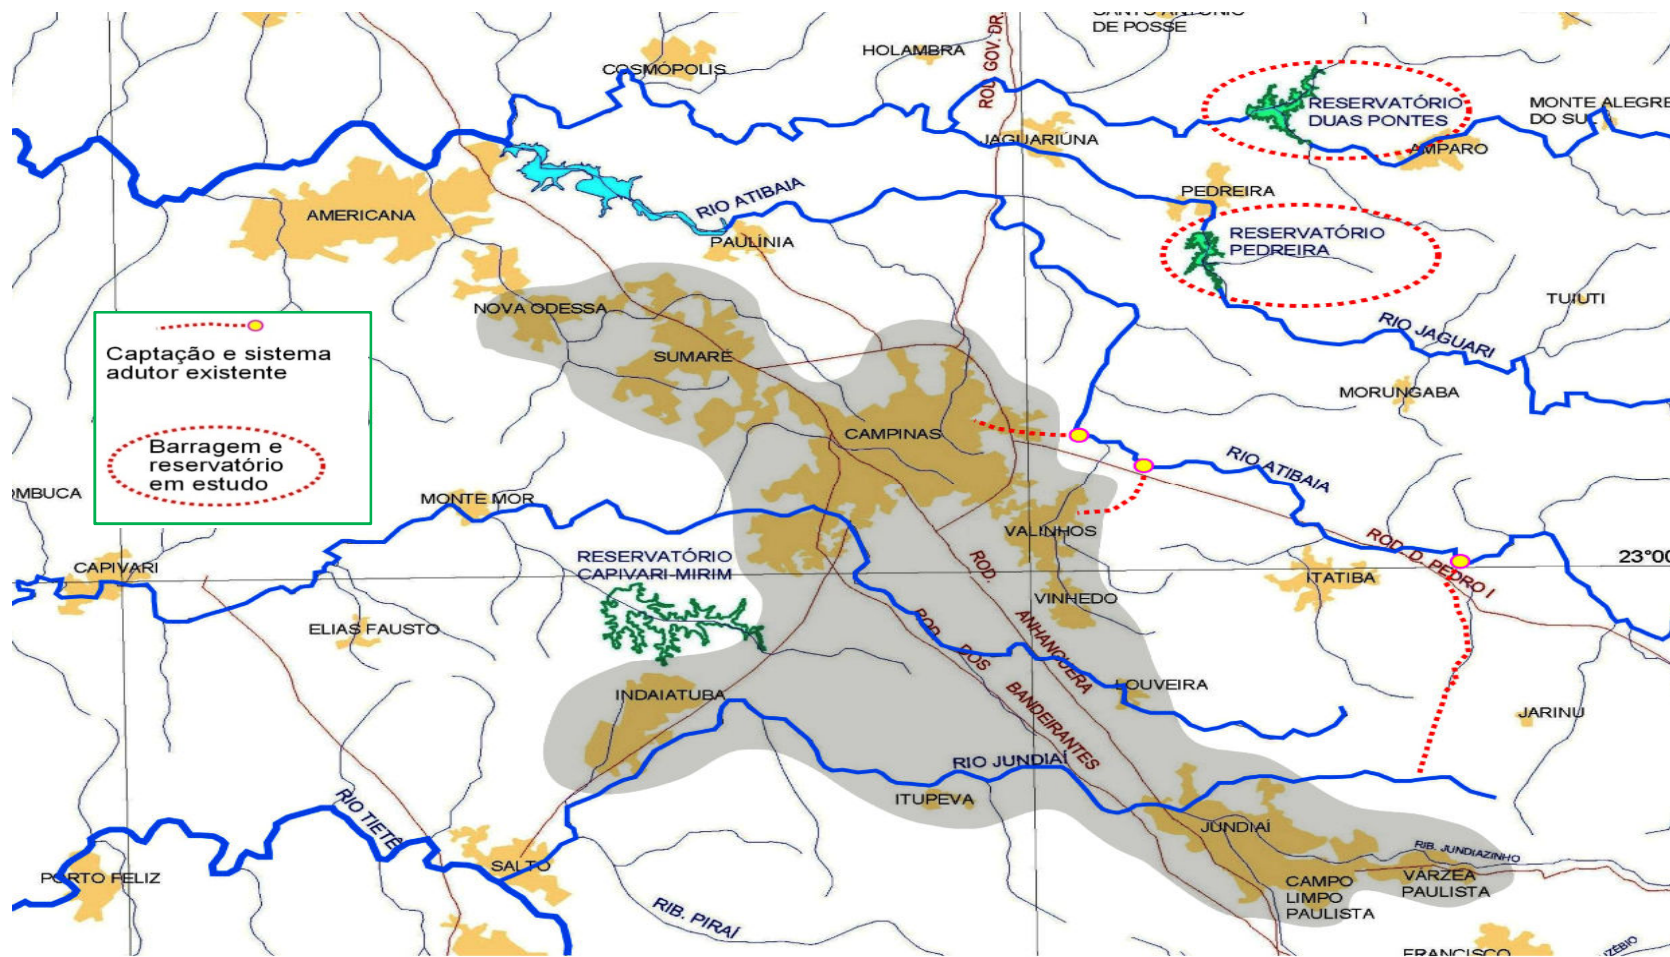 DE POSSE
HOLAMBRA
COSMÓPOLIS
ROD. GOV. DR.
RESERVATÓRIO
DUAS PONTES
MONTE ALEGRE
DO SUL
JAGUARIÚNA
AMPARO
PEDREIRA
RIO ATIBAIA
AMERICANA
PAULÍNIA
RESERVATÓRIO
PEDREIRA
NOVA ODESSA
TUIUTI
RIO JAGUARI
Captação e sistema
adutor existente
SUMARÉ
MORUNGABA
CAMPINAS
Barragem e
reservatório
em estudo
RIO ATIBAIA
OMBUCA
MONTE MOR
VALINHOS
ROD. D. PEDRO I
RESERVATÓRIO
CAPIVARI-MIRIM
23°00
CAPIVARI
ITATIBA
VINHEDO
ROD.
ANHANGUERA
ELIAS FAUSTO
ROD.
DOS
BANDEIRANTES
INDAIATUBA
LOUVEIRA
JARINU
RIO JUNDIAÍ
ITUPEVA
RIO TIETÊ
JUNDIAÍ
RIB. JUNDIAZINHO
SALTO
PORTO FELIZ
CAMPO
LIMPO
PAULISTA
VÁRZEA
PAULISTA
RIB. PIRAÍ
FRANCISCO